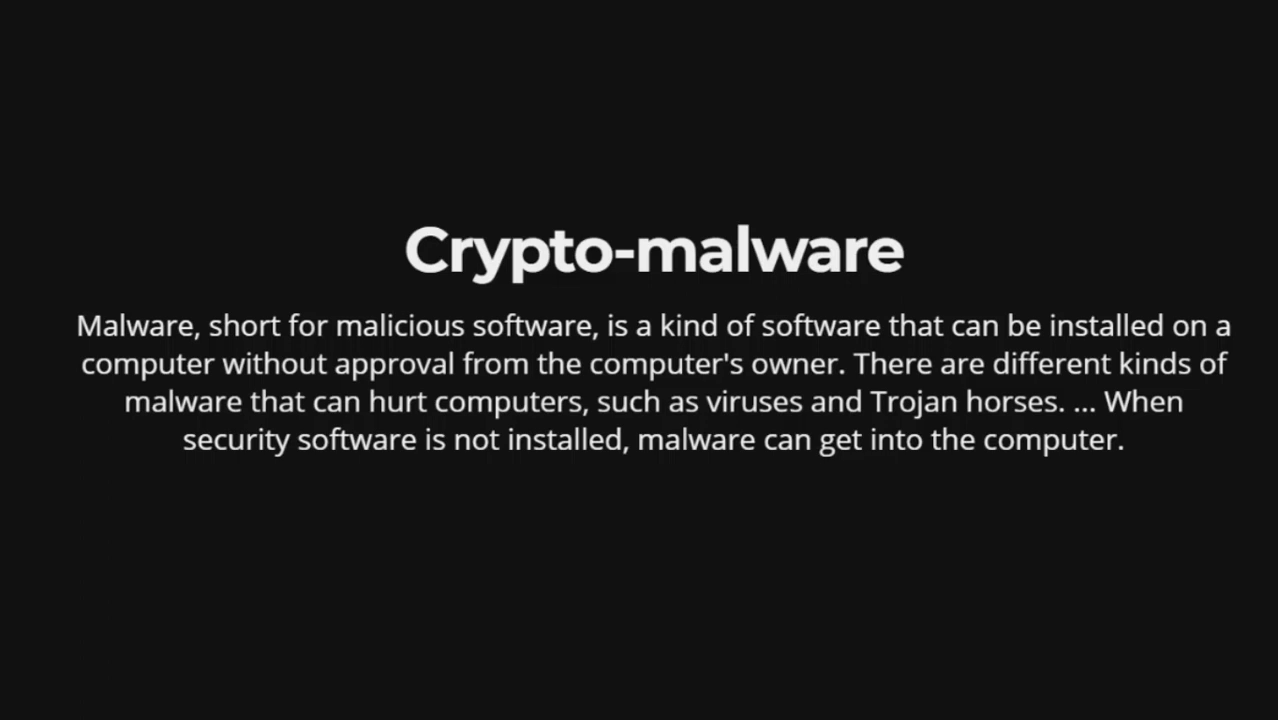 Crypto-malware
Malware, short for malicious software, is a kind of software that can be installed on a
computer without approval from the computer's owner. There are different kinds of
malware that can hurt computers, such as viruses and Trojan horses. ... When
security software is not installed, malware can get into the computer.